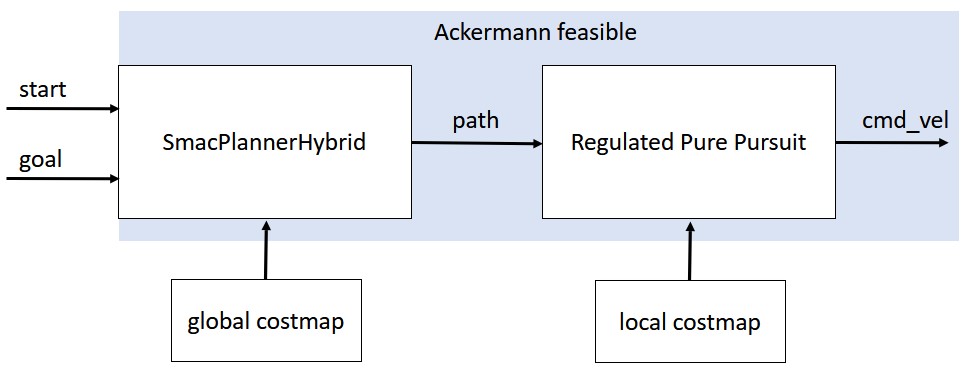 Ackermann feasible
start
goal
SmacPlannerHybrid
path
Regulated Pure Pursuit
cmd_vel
global costmap
local costmap